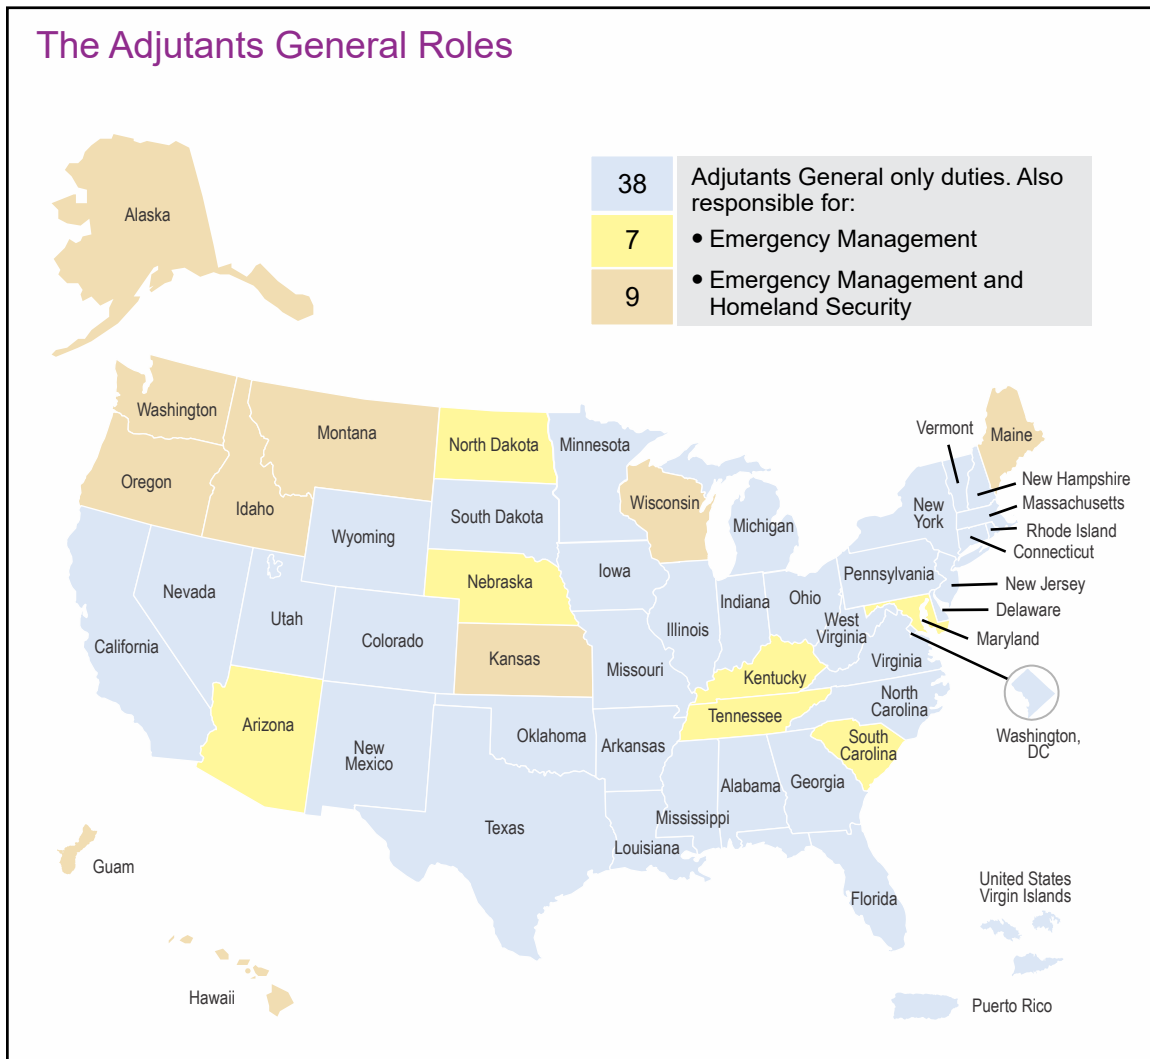 The Adjutants General Roles
38
Adjutants General only duties. Also
responsible for:
7
• Emergency Management
9
• Emergency Management and
Homeland Security
Alaska
Washington
Oregon
Idaho
Montana
North Dakota
Minnesota
Wisconsin
Michigan
Vermont
Maine
New Hampshire
Massachusetts
Rhode Island
Connecticut
New
York
South Dakota
Wyoming
Nebraska
Iowa
Pennsylvania
New Jersey
Delaware
Maryland
Nevada
Utah
California
Colorado
Kansas
Missouri
Illinois
Indiana
Ohio
West
Virginia
Virginia
Kentucky
North
Carolina
Washington,
DC
Tennessee
South
Carolina
Arizona
New
Mexico
Oklahoma
Arkansas
Texas
Louisiana
Mississippi
Alabama
Georgia
Florida
Guam
Hawaii
United States
Virgin Islands
Puerto Rico